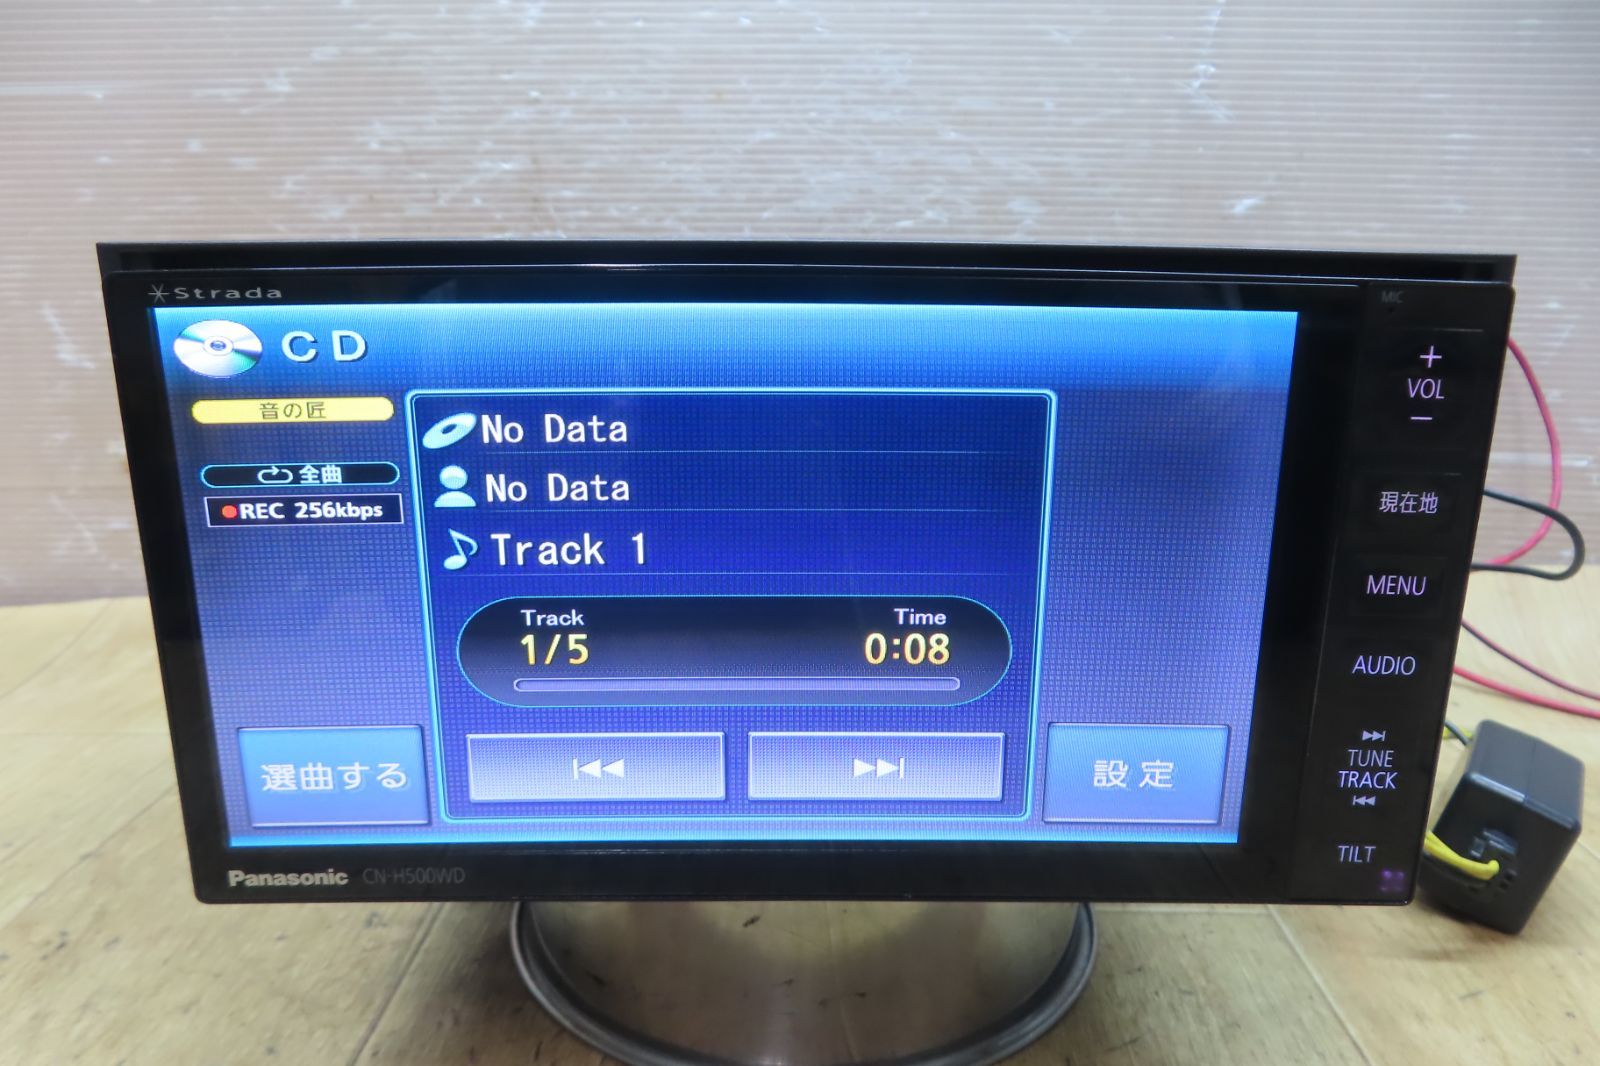 Strada
MIC
CD
音の匠
全曲
REC 256kbps
No Data
No Data
Track 1
Track
Time
1/5
0:08
選曲する
設定
+
VOL
−
現在地
MENU
AUDIO
TUNE
TRACK
TILT
Panasonic CN-H500WD